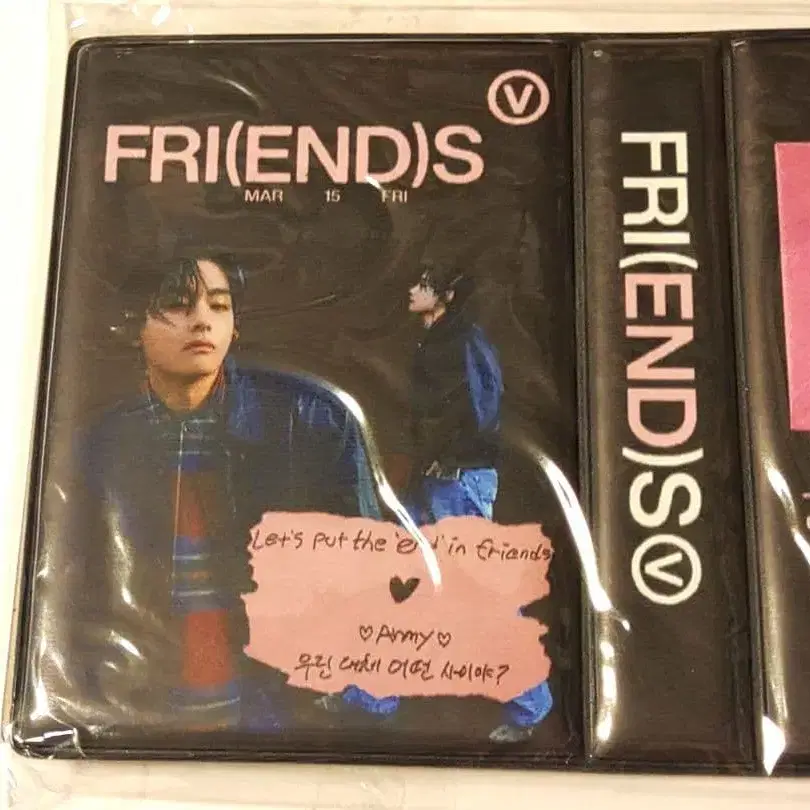 V
FRI(END)S
MAR 15 FRI
Let's put the 'end' in friends
♡Army♡
우린 대체 어떤 사이야?
FRI(END)S V